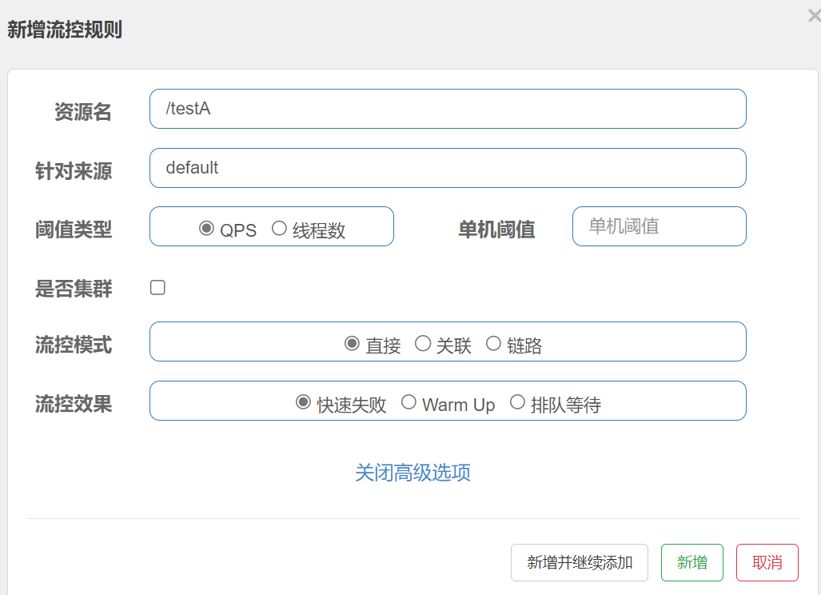 新增流控规则
资源名 /testA
针对来源 default
阈值类型 QPS 线程数 单机阈值 单机阈值
是否集群
流控模式 直接 关联 链路
流控效果 快速失败 Warm Up 排队等待
关闭高级选项
新增并继续添加 新增 取消